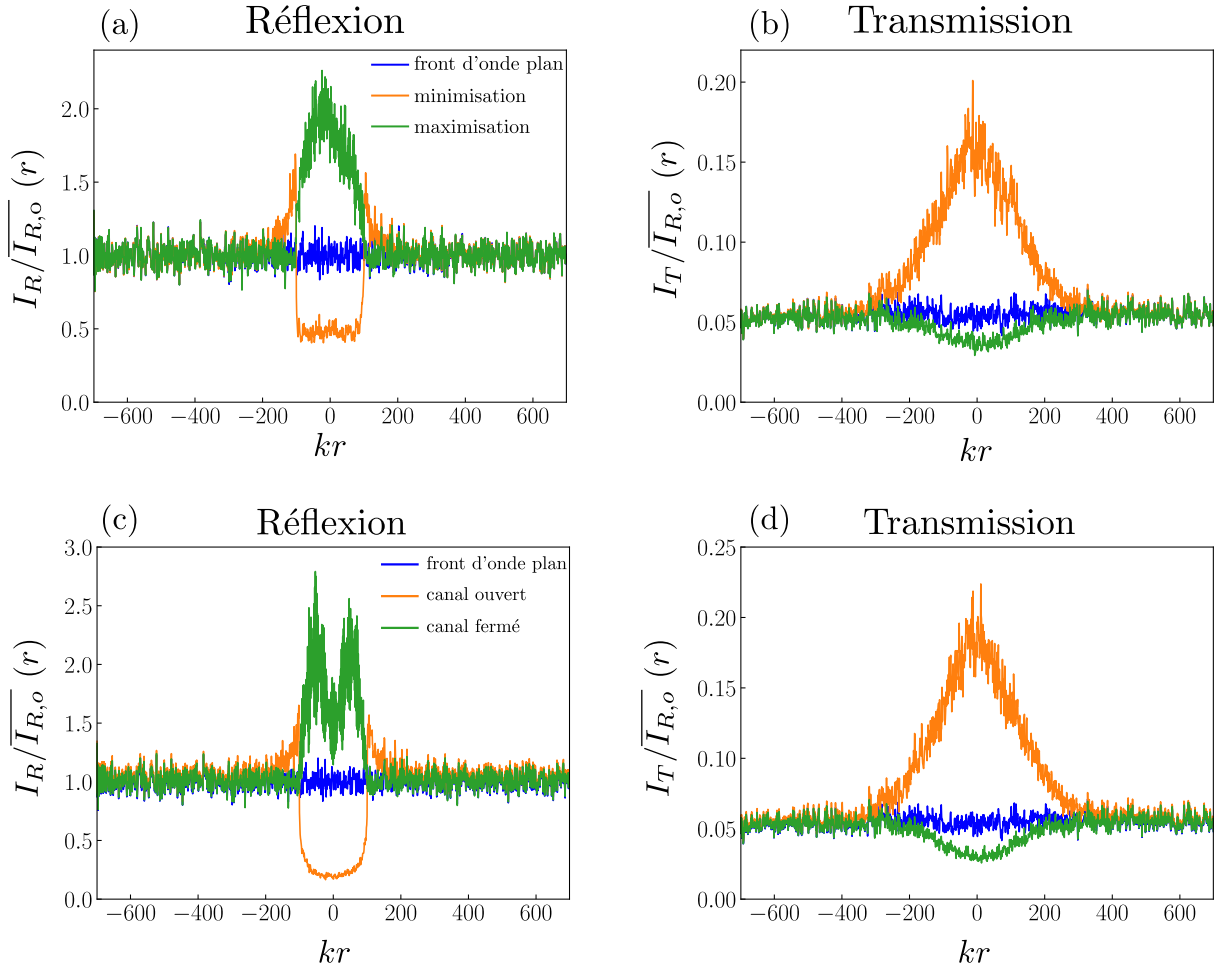 (a) Réflexion
2.0
1.5
1.0
0.5
0.0
−600 −400 −200 0 200 400 600
kr
I_R/\overline{I_{R,o}} (r)
front d'onde plan
minimisation
maximisation
(b) Transmission
0.20
0.15
0.10
0.05
0.00
−600 −400 −200 0 200 400 600
kr
I_T/\overline{I_{R,o}} (r)
(c) Réflexion
3.0
2.5
2.0
1.5
1.0
0.5
0.0
−600 −400 −200 0 200 400 600
kr
I_R/\overline{I_{R,o}} (r)
front d'onde plan
canal ouvert
canal fermé
(d) Transmission
0.25
0.20
0.15
0.10
0.05
0.00
−600 −400 −200 0 200 400 600
kr
I_T/\overline{I_{R,o}} (r)